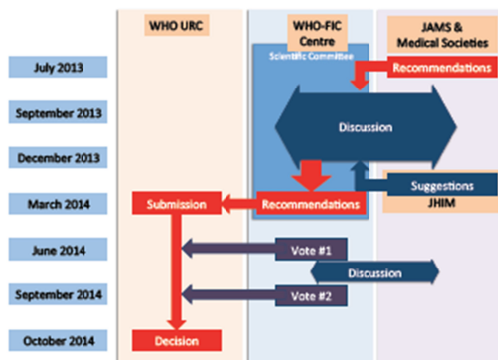 WHO URC
WHO-FIC
Centre
JAMS &
Medical Societies
Scientific Committee
July 2013
Recommendations
September 2013
Discussion
December 2013
Suggestions
March 2014
Submission
Recommendations
JHIM
June 2014
Vote #1
Discussion
September 2014
Vote #2
October 2014
Decision